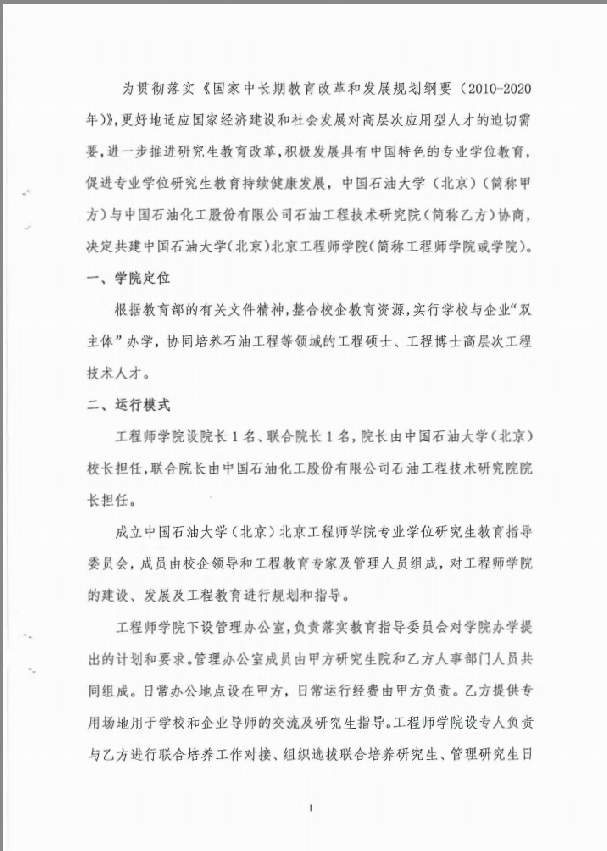 为贯彻落实《国家中长期教育改革和发展规划纲要（2010-2020
年）》，更好地适应国家经济建设和社会发展对高层次应用型人才的迫切需
要，进一步推进研究生教育改革，积极发展具有中国特色的专业学位教育，
促进专业学位研究生教育持续健康发展，中国石油大学（北京）（简称甲
方）与中国石油化工股份有限公司石油工程技术研究院（简称乙方）协商，
决定共建中国石油大学（北京）北京工程师学院（简称工程师学院或学院）。
一、学院定位
根据教育部的有关文件精神，整合校企教育资源，实行学校与企业“双
主体”办学，协同培养石油工程等领域的工程硕士、工程博士高层次工程
技术人才。
二、运行模式
工程师学院设院长1名、联合院长1名，院长由中国石油大学（北京）
校长担任，联合院长由中国石油化工股份有限公司石油工程技术研究院院
长担任。
成立中国石油大学（北京）北京工程师学院专业学位研究生教育指导
委员会，成员由校企领导和工程教育专家及管理人员组成，对工程师学院
的建设、发展及工程教育进行规划和指导。
工程师学院下设管理办公室，负责落实教育指导委员会对学院办学提
出的计划和要求。管理办公室成员由甲方研究生院和乙方人事部门人员共
同组成。日常办公地点设在甲方，日常运行经费由甲方负责。乙方提供专
用场地用于学校和企业导师的交流及研究生指导。工程师学院设专人负责
与乙方进行联合培养工作对接、组织选拔联合培养研究生、管理研究生日
1